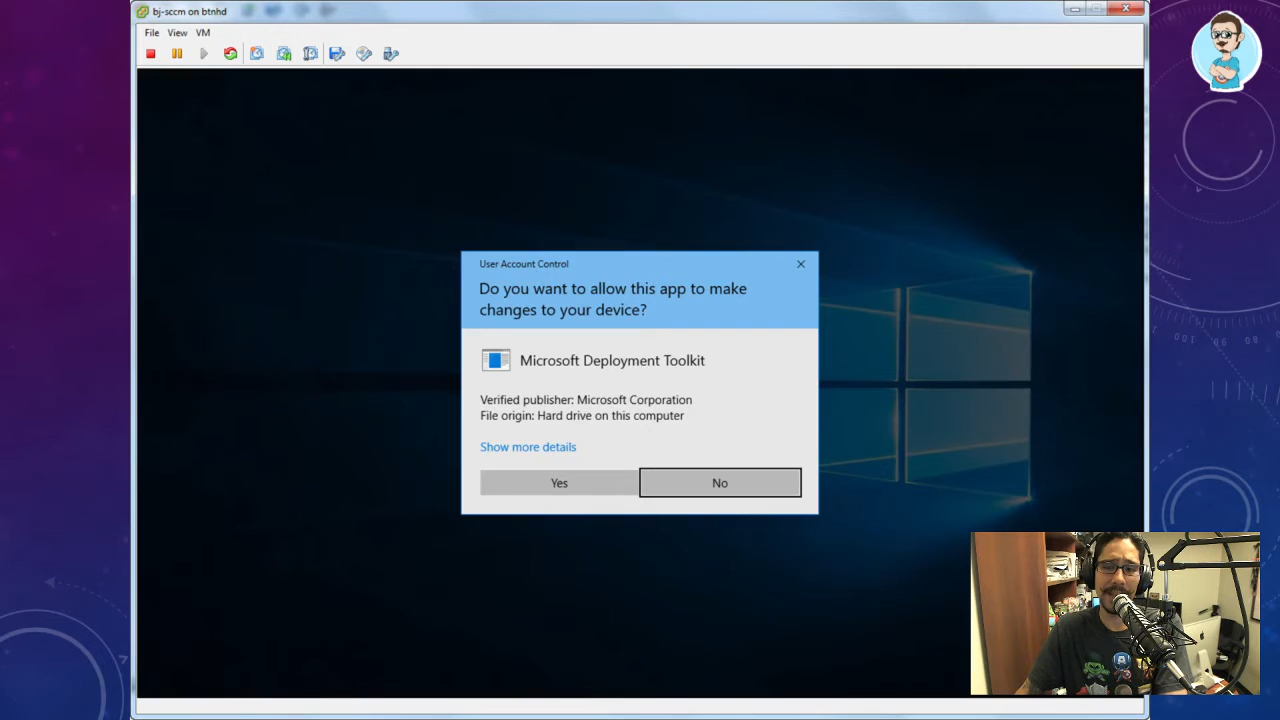 bj-sccm on btnhd
File View VM
User Account Control
Do you want to allow this app to make
changes to your device?
Microsoft Deployment Toolkit
Verified publisher: Microsoft Corporation
File origin: Hard drive on this computer
Show more details
Yes No